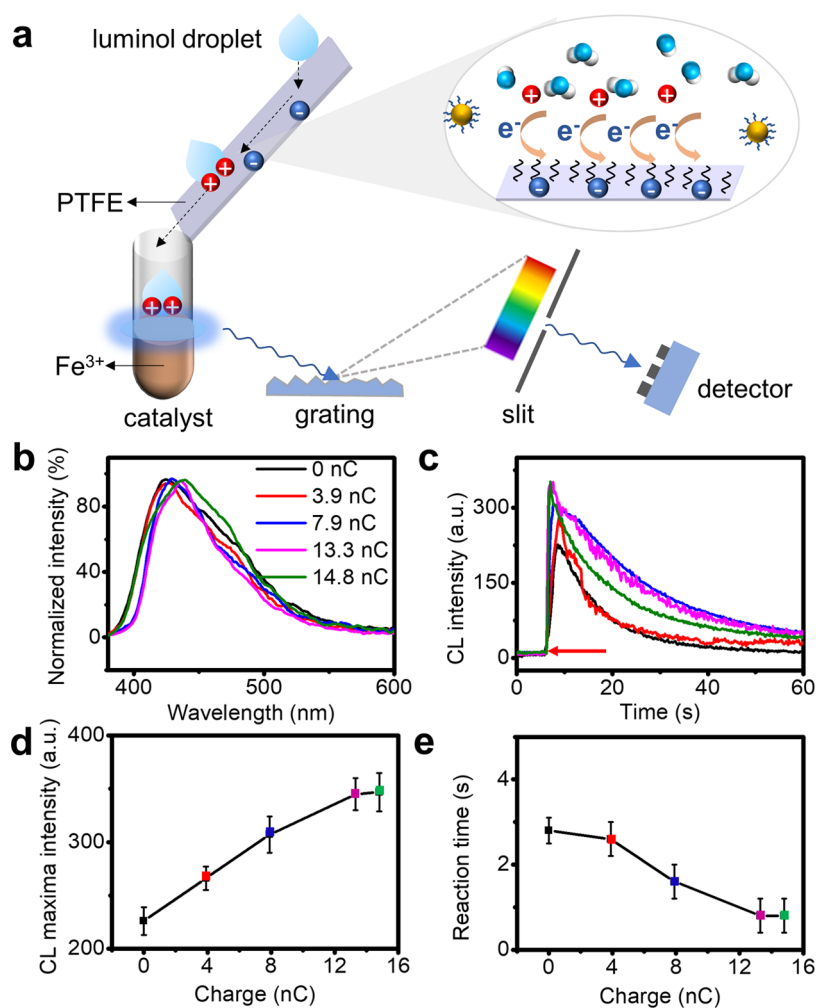 a
luminol droplet
PTFE
Fe³⁺
catalyst
grating
slit
detector
+
+
+
+
+
+
+
-
-
-
-
-
-
e⁻
e⁻
e⁻
e⁻
b
Normalized intensity (%)
90
40
0
400
500
600
Wavelength (nm)
0 nC
3.9 nC
7.9 nC
13.3 nC
14.8 nC
c
CL intensity (a.u.)
300
150
0
0
20
40
60
Time (s)
d
CL maxima intensity (a.u.)
400
300
200
0
4
8
12
16
Charge (nC)
e
Reaction time (s)
4
2
0
0
4
8
12
16
Charge (nC)